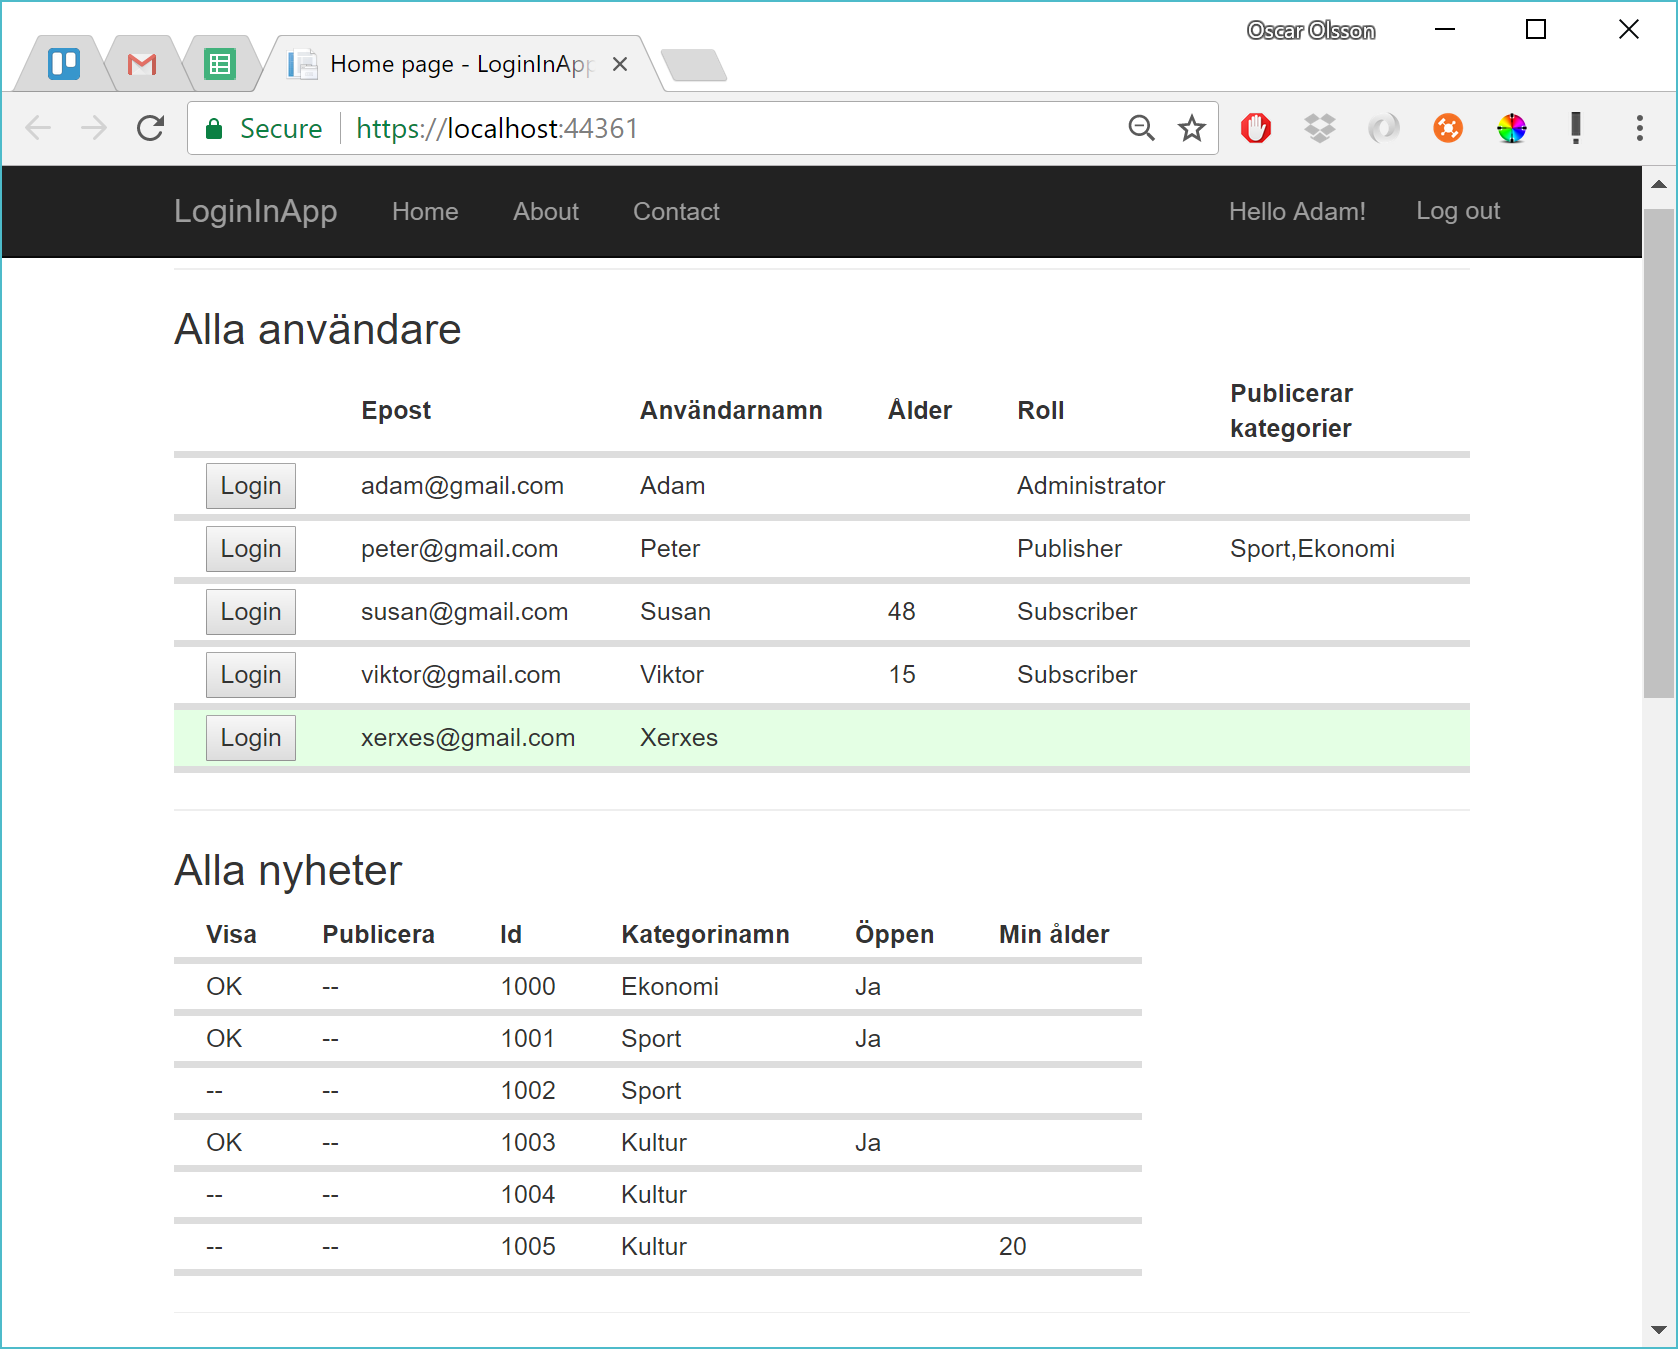 Oscar Olsson
Home page - LoginInApp
Secure https://localhost:44361
LoginInApp Home About Contact Hello Adam! Log out
Alla användare
Epost Användarnamn Ålder Roll Publicerar kategorier
Login adam@gmail.com Adam Administrator
Login peter@gmail.com Peter Publisher Sport,Ekonomi
Login susan@gmail.com Susan 48 Subscriber
Login viktor@gmail.com Viktor 15 Subscriber
Login xerxes@gmail.com Xerxes
Alla nyheter
Visa Publicera Id Kategorinamn Öppen Min ålder
OK -- 1000 Ekonomi Ja
OK -- 1001 Sport Ja
-- -- 1002 Sport
OK -- 1003 Kultur Ja
-- -- 1004 Kultur
-- -- 1005 Kultur 20